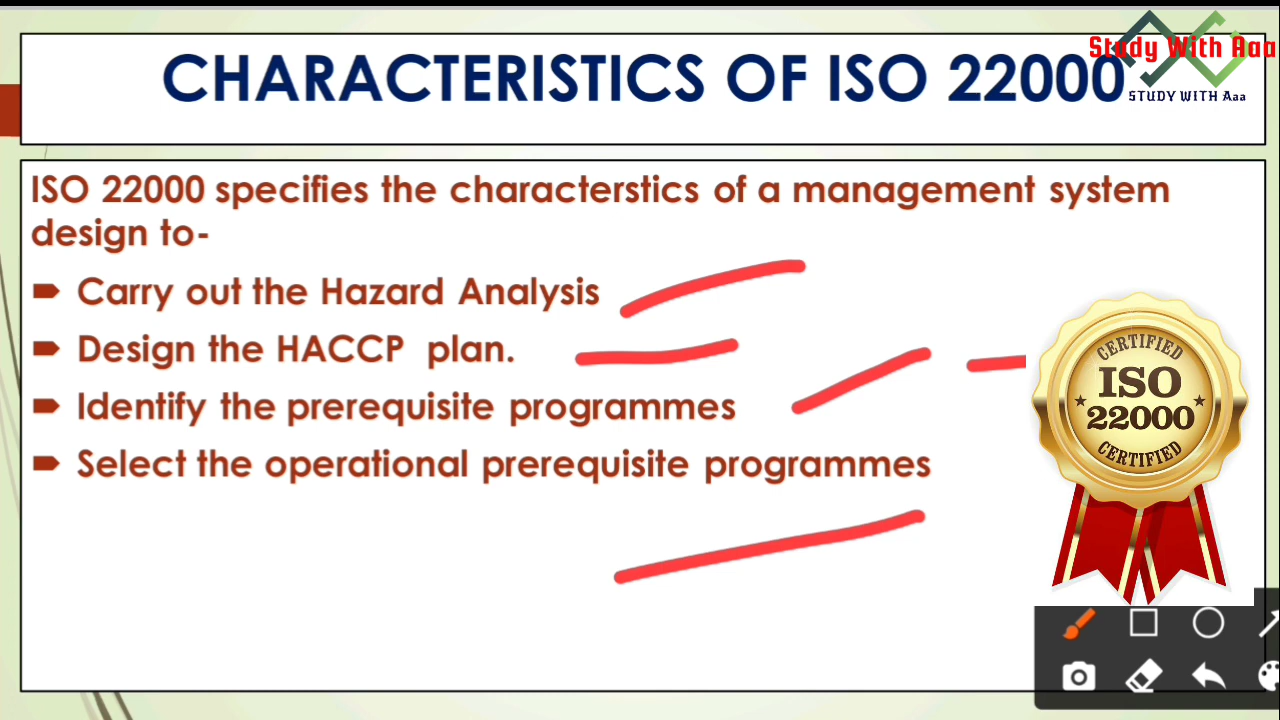 Study With Aaa
STUDY WITH Aaa
CHARACTERISTICS OF ISO 22000
ISO 22000 specifies the characterstics of a management system
design to-
Carry out the Hazard Analysis
Design the HACCP plan.
Identify the prerequisite programmes
Select the operational prerequisite programmes
CERTIFIED
ISO
22000
CERTIFIED